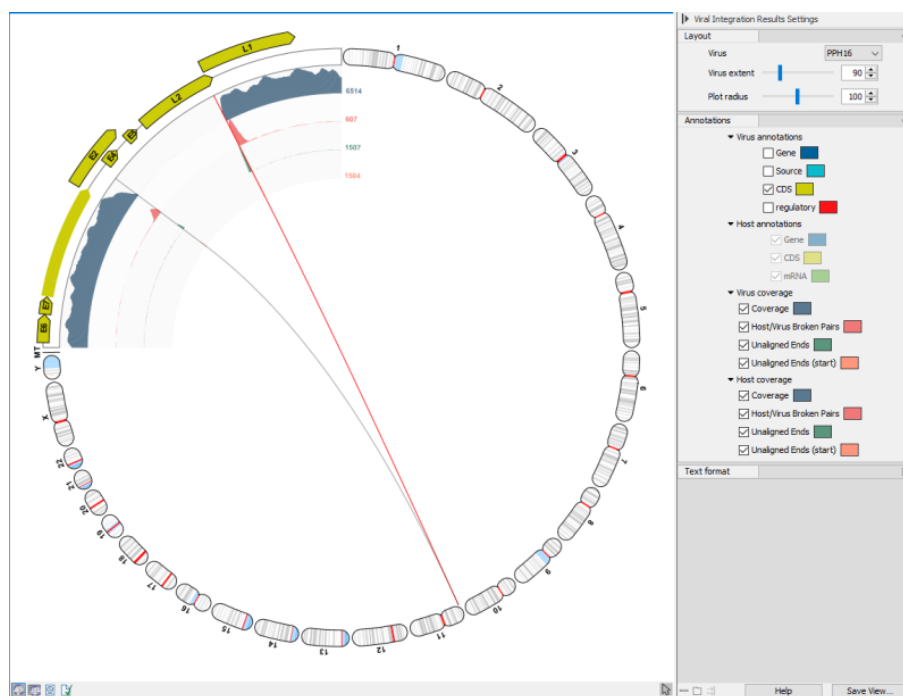 Viral Integration Results Settings
Layout
Virus PPH16
Virus extent 90
Plot radius 100
Annotations
Virus annotations
Gene
Source
CDS
regulatory
Host annotations
Gene
CDS
mRNA
Virus coverage
Coverage
Host/Virus Broken Pairs
Unaligned Ends
Unaligned Ends (start)
Host coverage
Coverage
Host/Virus Broken Pairs
Unaligned Ends
Unaligned Ends (start)
Text format
Help Save View...
L1
L2
E5
E4
E2
E7
E6
6514
607
1507
1504
1
2
3
4
5
6
7
8
9
10
11
12
13
14
15
16
17
18
19
20
21
22
X
Y
MT